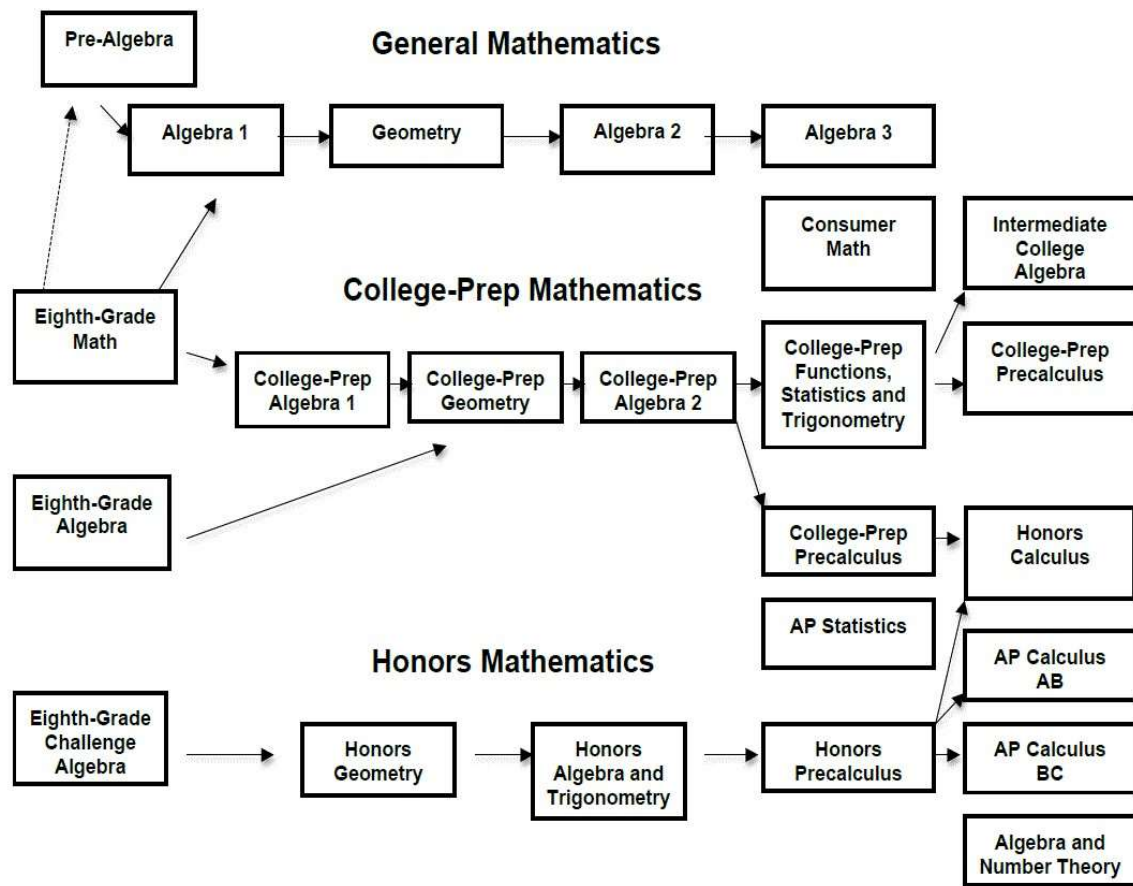 Pre-Algebra
General Mathematics
Algebra 1
Geometry
Algebra 2
Algebra 3
Consumer
Math
Intermediate
College
Algebra
College-Prep Mathematics
Eighth-Grade
Math
College-Prep
Algebra 1
College-Prep
Geometry
College-Prep
Algebra 2
College-Prep
Functions,
Statistics and
Trigonometry
College-Prep
Precalculus
Eighth-Grade
Algebra
College-Prep
Precalculus
Honors
Calculus
AP Statistics
Honors Mathematics
AP Calculus
AB
Eighth-Grade
Challenge
Algebra
Honors
Geometry
Honors
Algebra and
Trigonometry
Honors
Precalculus
AP Calculus
BC
Algebra and
Number Theory